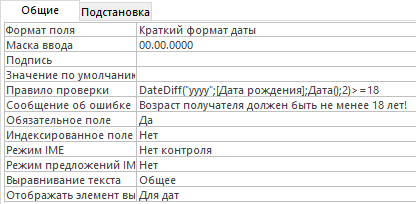 Общие Подстановка
Формат поля Краткий формат даты
Маска ввода 00.00.0000
Подпись
Значение по умолчани
Правило проверки DateDiff("yyyy";[Дата рождения];Date();2)>=18
Сообщение об ошибке Возраст получателя должен быть не менее 18 лет!
Обязательное поле Да
Индексированное поле Нет
Режим IME Нет контроля
Режим предложений IM Нет
Выравнивание текста Общее
Отображать элемент вы Для дат